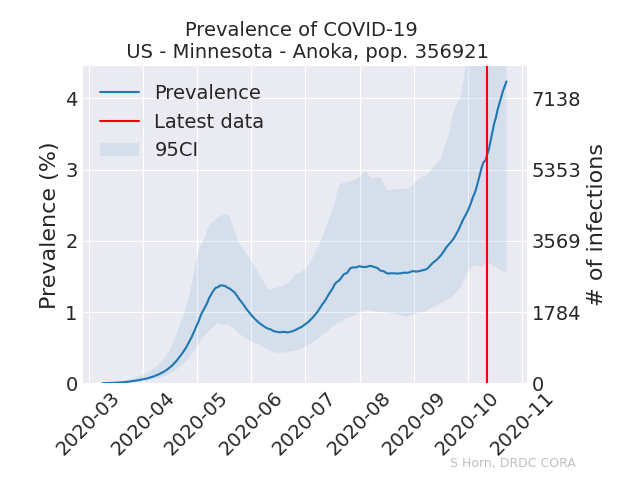 Prevalence of COVID-19
US - Minnesota - Anoka, pop. 356921
Prevalence
Latest data
95CI
Prevalence (%)
4
3
2
1
0
7138
5353
3569
1784
0
# of infections
2020-03
2020-04
2020-05
2020-06
2020-07
2020-08
2020-09
2020-10
2020-11
S Horn, DRDC CORA